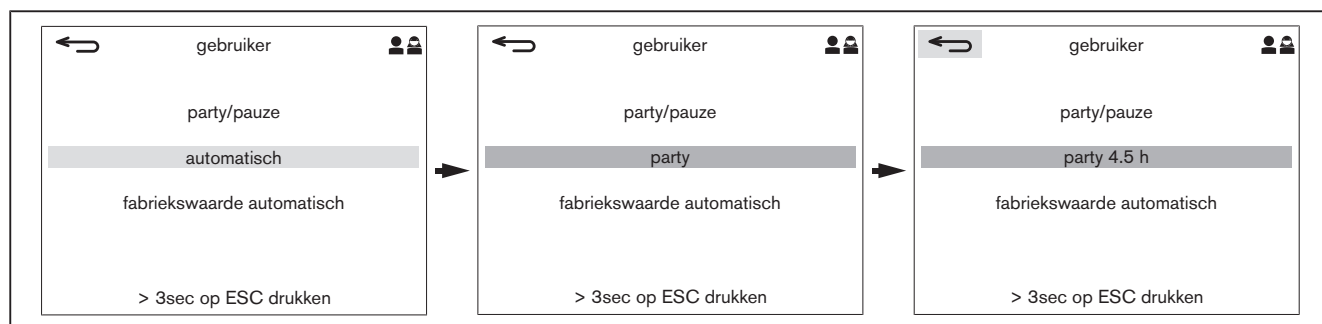 gebruiker
party/pauze
automatisch
fabriekswaarde automatisch
> 3sec op ESC drukken
gebruiker
party/pauze
party
fabriekswaarde automatisch
> 3sec op ESC drukken
gebruiker
party/pauze
party 4.5 h
fabriekswaarde automatisch
> 3sec op ESC drukken